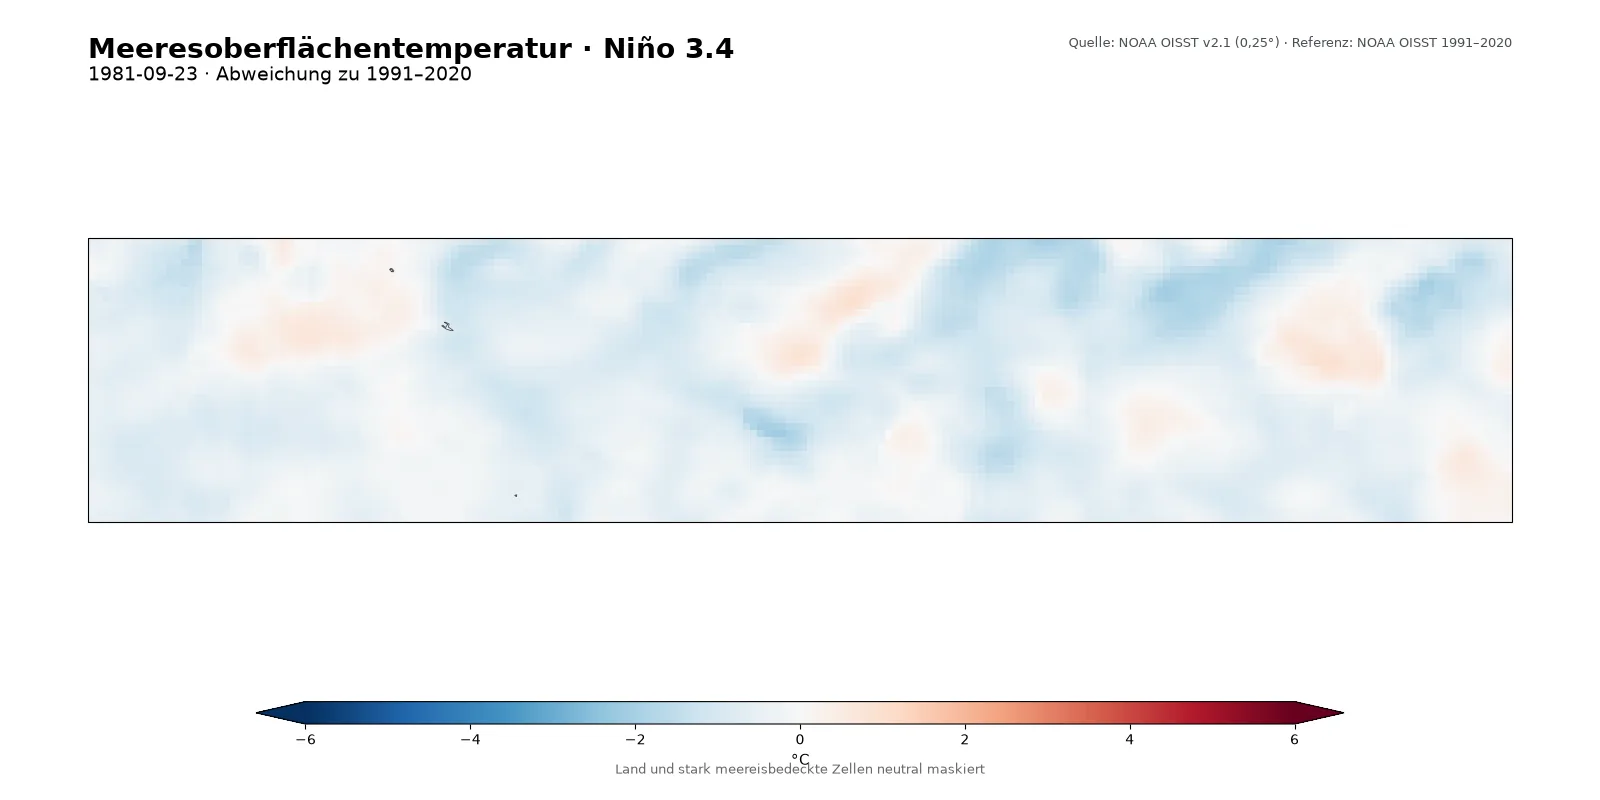 Meeresoberflächentemperatur · Niño 3.4
1981-09-23 · Abweichung zu 1991–2020
Quelle: NOAA OISST v2.1 (0,25°) · Referenz: NOAA OISST 1991–2020
−6 −4 −2 0 2 4 6
°C
Land und stark meereisbedeckte Zellen neutral maskiert